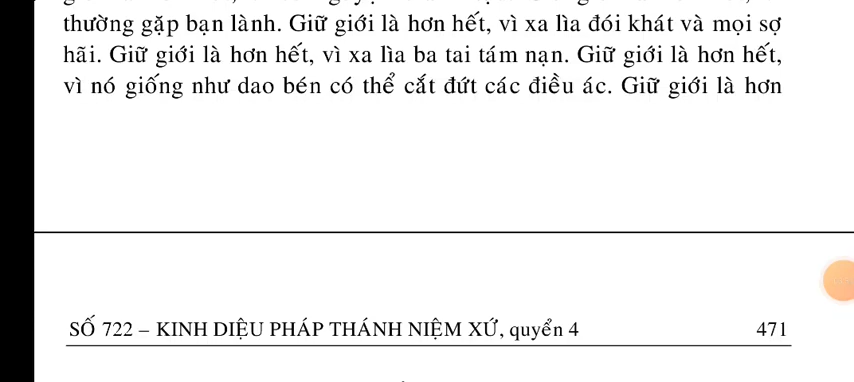 thường gặp bạn lành. Giữ giới là hơn hết, vì xa lìa đói khát và mọi sợ
hãi. Giữ giới là hơn hết, vì xa lìa ba tai tám nạn. Giữ giới là hơn hết,
vì nó giống như dao bén có thể cắt đứt các điều ác. Giữ giới là hơn
SỐ 722 – KINH DIỆU PHÁP THÁNH NIỆM XỨ, quyển 4 471